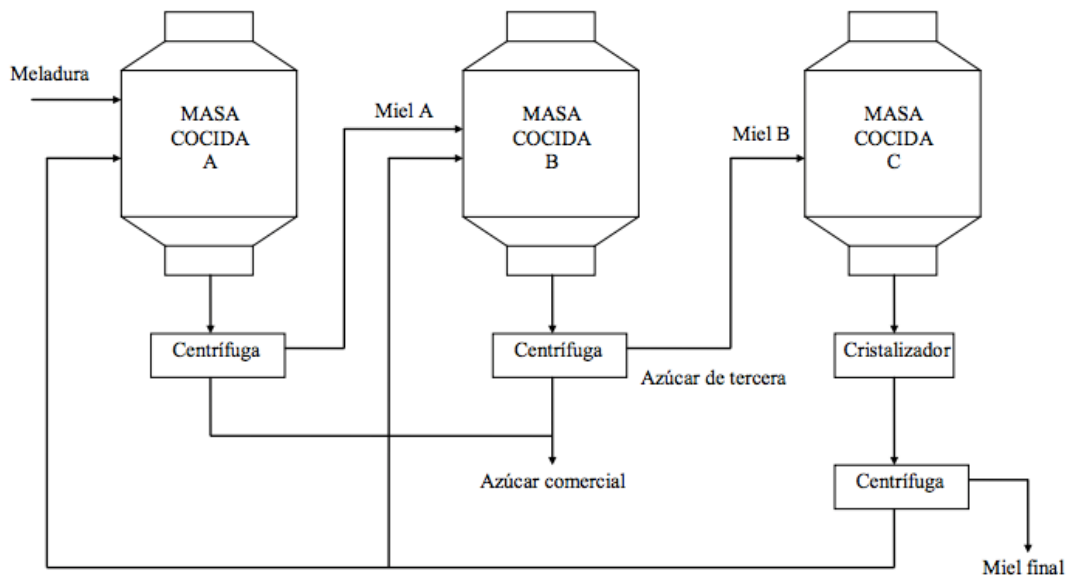 Meladura
MASA
COCIDA
A
Miel A
MASA
COCIDA
B
Miel B
MASA
COCIDA
C
Centrífuga
Centrífuga
Cristalizador
Azúcar de tercera
Azúcar comercial
Centrífuga
Miel final